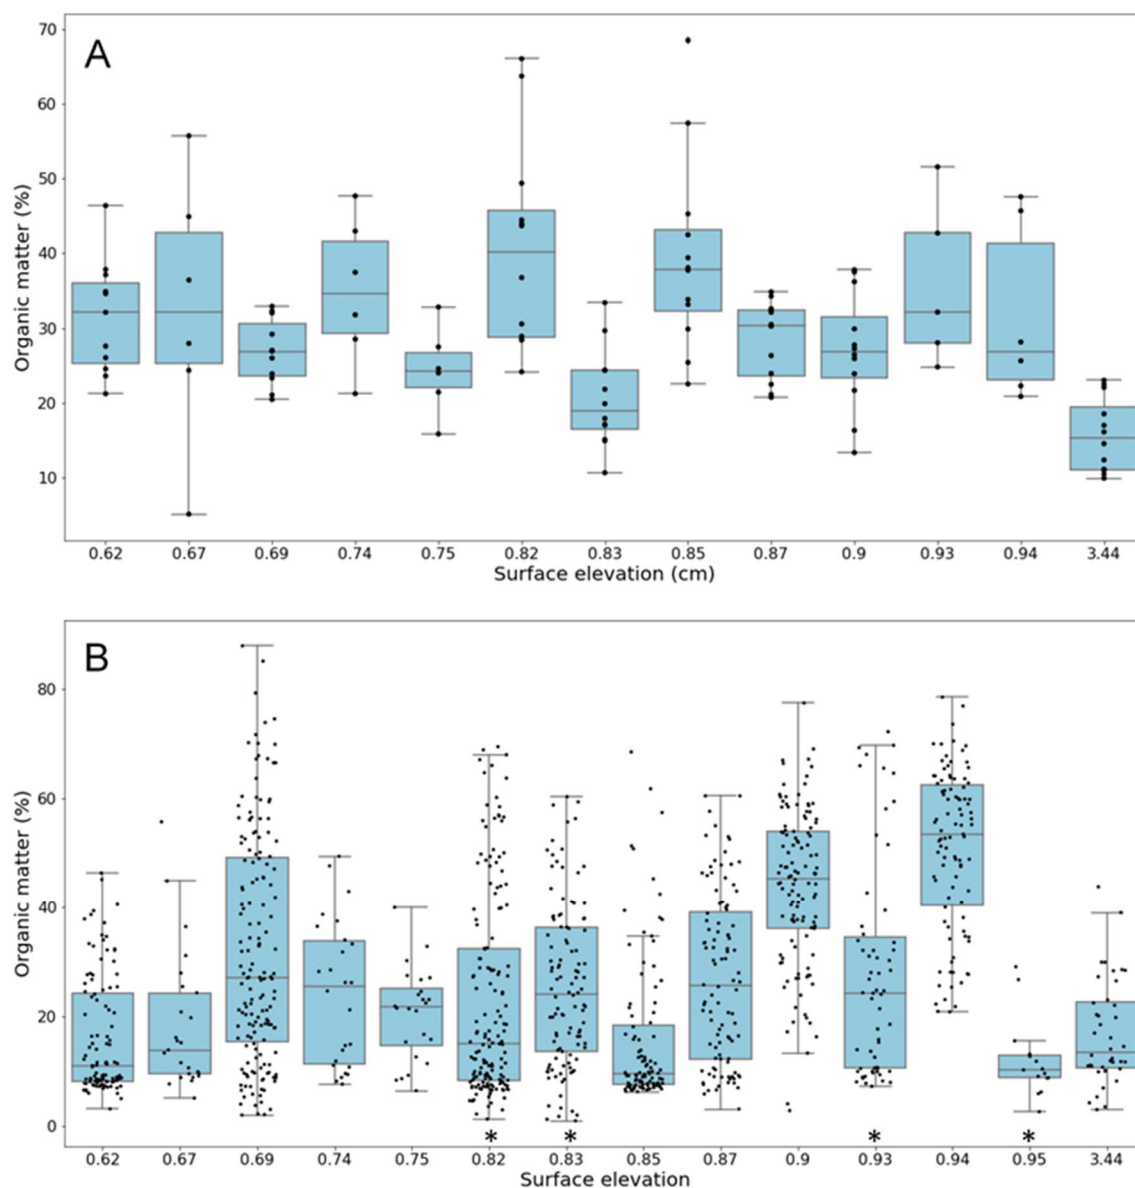 A
70
60
50
40
30
20
10
Organic matter (%)
0.62 0.67 0.69 0.74 0.75 0.82 0.83 0.85 0.87 0.9 0.93 0.94 3.44
Surface elevation (cm)
B
80
60
40
20
0
Organic matter (%)
* * * *
0.62 0.67 0.69 0.74 0.75 0.82 0.83 0.85 0.87 0.9 0.93 0.94 0.95 3.44
Surface elevation